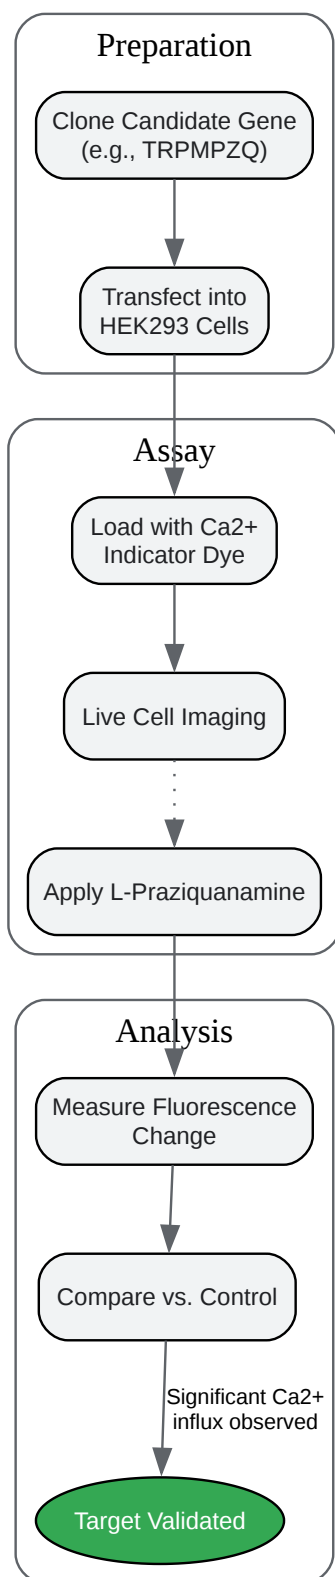 Preparation
Clone Candidate Gene
(e.g., TRPMPZQ)
Transfect into
HEK293 Cells
Assay
Load with Ca2+
Indicator Dye
Live Cell Imaging
Apply L-Praziquanamine
Analysis
Measure Fluorescence
Change
Compare vs. Control
Significant Ca2+
influx observed
Target Validated